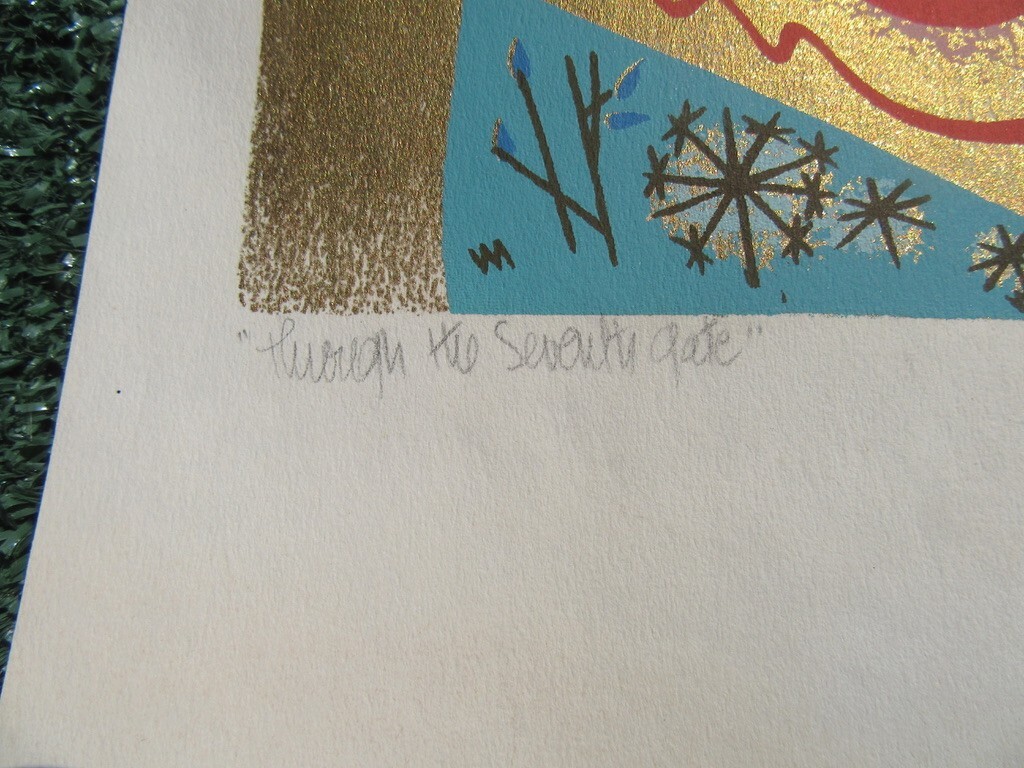 "Through the Seventh gate"